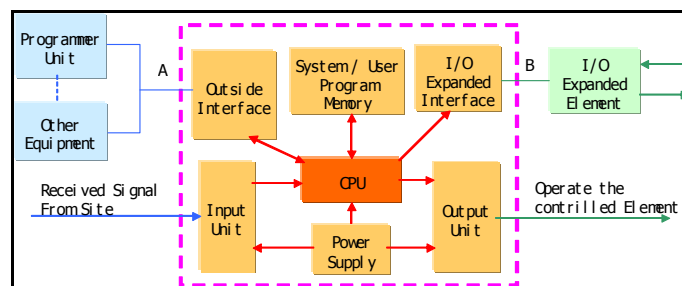 Programmer
Unit
Other
Equipment
A
Outside
Interface
System / User
Program
Memory
I/O
Expanded
Interface
B
I/O
Expanded
Element
CPU
Received Signal
From Site
Input
Unit
Power
Supply
Output
Unit
Operate the
contrilled Element